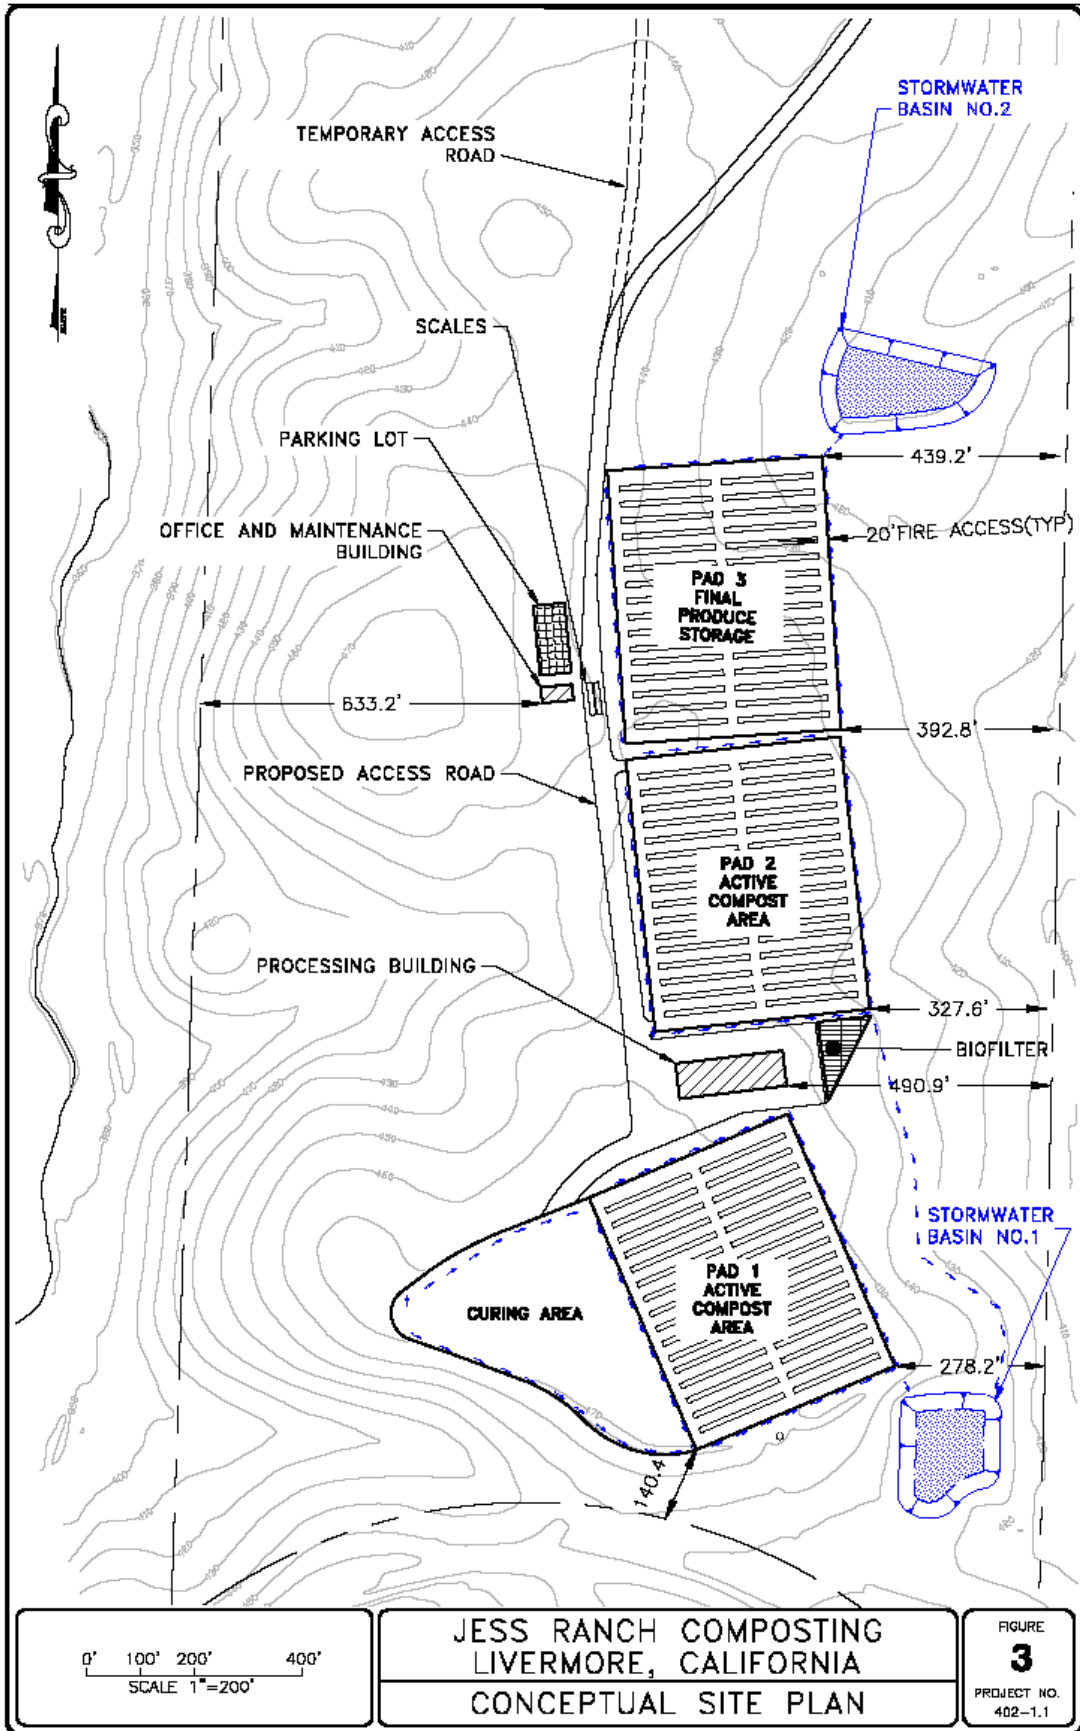 STORMWATER
BASIN NO.2
TEMPORARY ACCESS
ROAD
SCALES
PARKING LOT
439.2'
OFFICE AND MAINTENANCE
BUILDING
20'FIRE ACCESS(TYP)
PAD 3
FINAL
PRODUCE
STORAGE
633.2'
392.8'
PROPOSED ACCESS ROAD
PAD 2
ACTIVE
COMPOST
AREA
PROCESSING BUILDING
327.6'
BIOFILTER
490.9'
STORMWATER
BASIN NO.1
PAD 1
ACTIVE
COMPOST
AREA
CURING AREA
278.2'
140.4'
0' 100' 200' 400'
SCALE 1"=200'
JESS RANCH COMPOSTING
LIVERMORE, CALIFORNIA
CONCEPTUAL SITE PLAN
FIGURE
3
PROJECT NO.
402-1.1